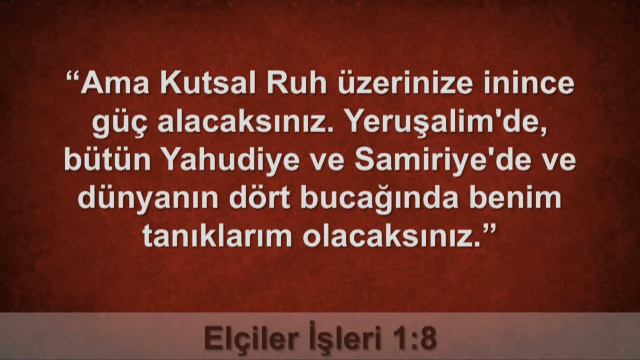 “Ama Kutsal Ruh üzerinize inince
güç alacaksınız. Yeruşalim'de,
bütün Yahudiye ve Samiriye'de ve
dünyanın dört bucağında benim
tanıklarım olacaksınız.”
Elçiler İşleri 1:8